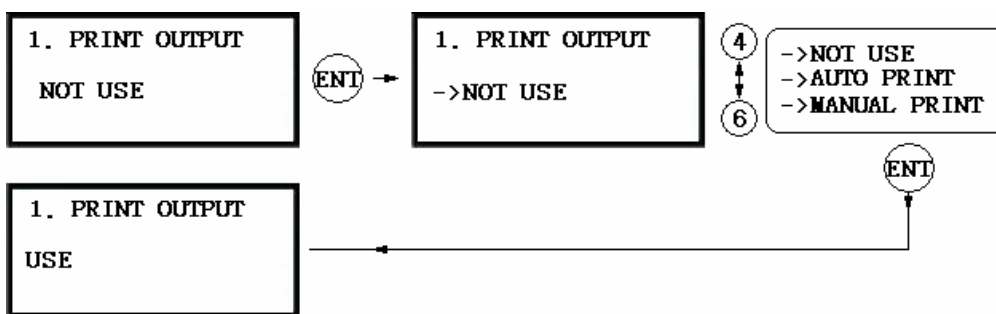 1. PRINT OUTPUT
NOT USE
ENT
1. PRINT OUTPUT
->NOT USE
4
6
->NOT USE
->AUTO PRINT
->MANUAL PRINT
ENT
1. PRINT OUTPUT
USE